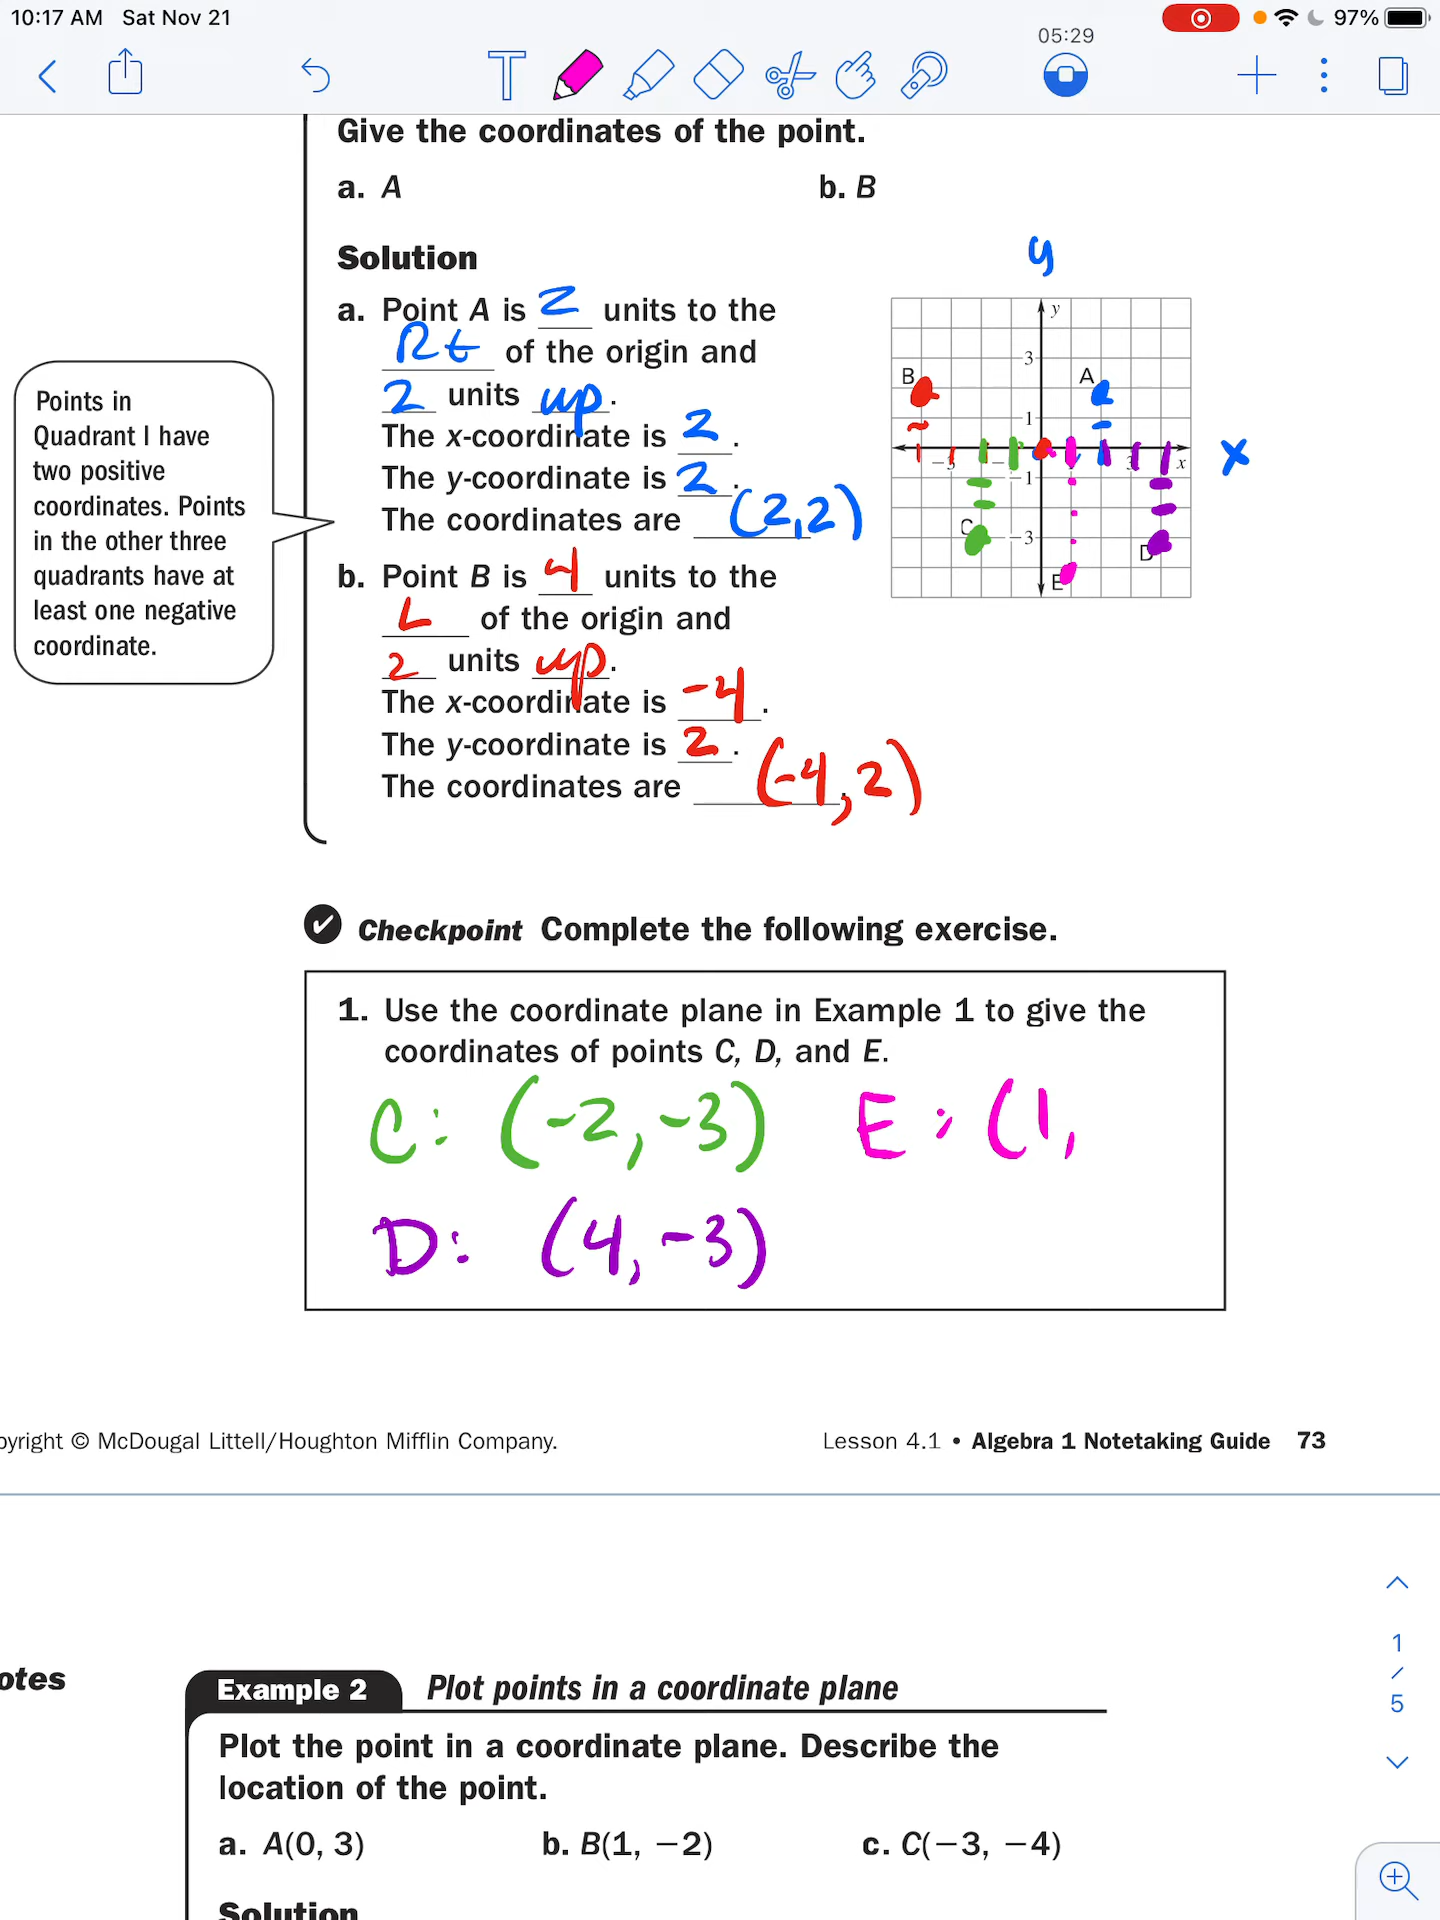 10:17 AM Sat Nov 21
97%
05:29
Give the coordinates of the point.
a. A b. B
Solution
y
a. Point A is 2 units to the
Rt of the origin and
2 units up.
The x-coordinate is 2.
The y-coordinate is 2.
The coordinates are (2,2)
b. Point B is 4 units to the
L of the origin and
2 units up.
The x-coordinate is -4.
The y-coordinate is 2.
The coordinates are (-4,2).
Points in
Quadrant I have
two positive
coordinates. Points
in the other three
quadrants have at
least one negative
coordinate.
y
3
B A
1
x
x
-1
C
-3
D
E
Checkpoint Complete the following exercise.
1. Use the coordinate plane in Example 1 to give the
coordinates of points C, D, and E.
C: (-2,-3) E: (1,
D: (4,-3)
pyright © McDougal Littell/Houghton Mifflin Company.
Lesson 4.1 • Algebra 1 Notetaking Guide 73
1
/
5
otes
Example 2 Plot points in a coordinate plane
Plot the point in a coordinate plane. Describe the
location of the point.
a. A(0, 3) b. B(1, −2) c. C(−3, −4)
Solution